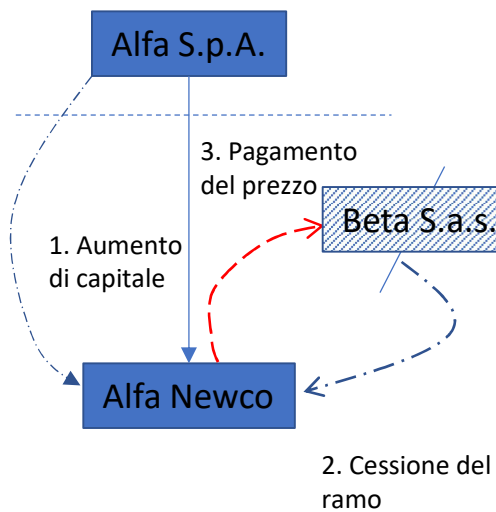 Alfa S.p.A.
3. Pagamento
del prezzo
Beta S.a.s.
1. Aumento
di capitale
Alfa Newco
2. Cessione del
ramo